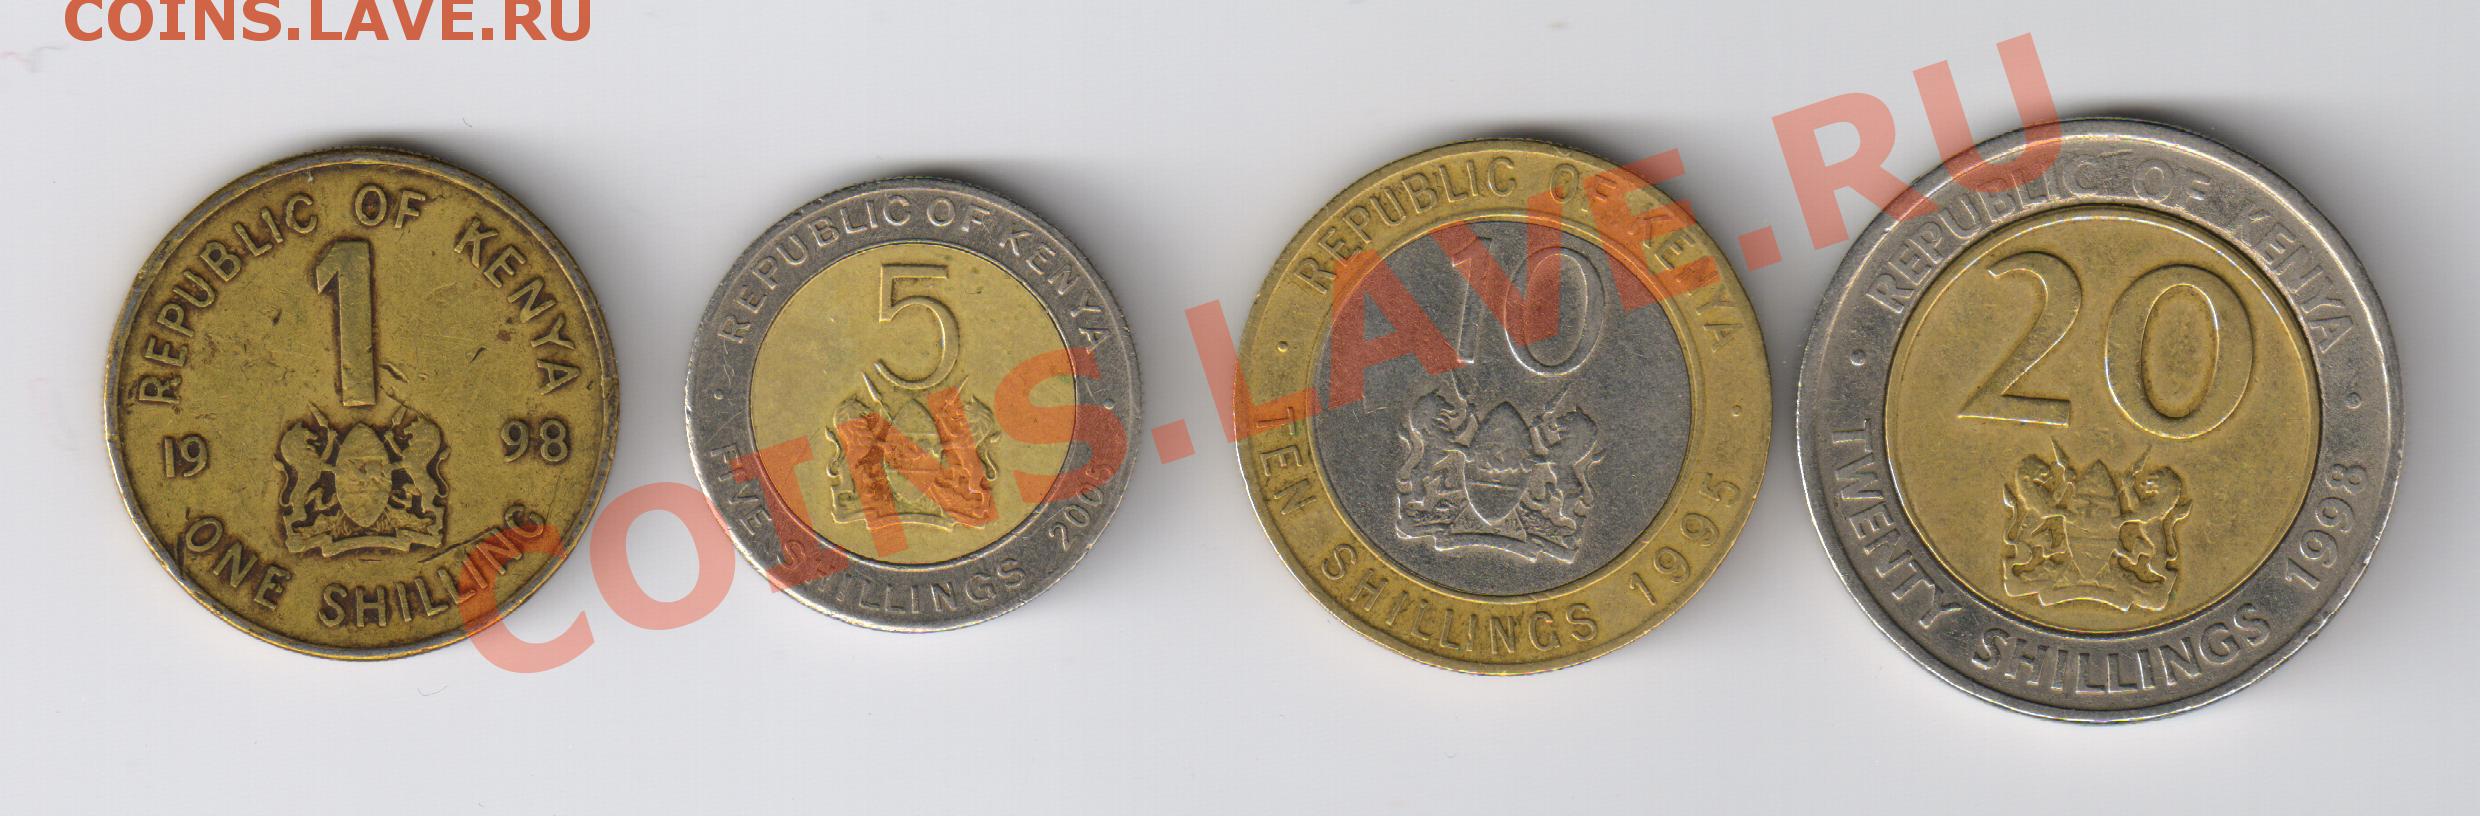 COINS.LAVE.RU
REPUBLIC OF KENYA
1
19 98
ONE SHILLING
REPUBLIC OF KENYA
5
FIVE SHILLINGS 2005
REPUBLIC OF KENYA
10
TEN SHILLINGS 1995
REPUBLIC OF KENYA
20
TWENTY SHILLINGS 1998
COINS.LAVE.RU